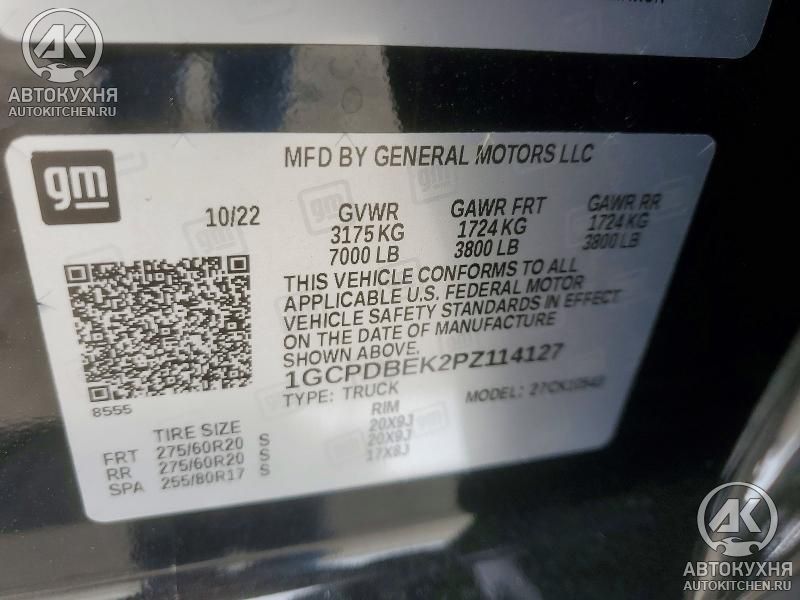 АК
АВТОКУХНЯ
AUTOKITCHEN.RU
gm
MFD BY GENERAL MOTORS LLC
10/22 GVWR GAWR FRT GAWR RR
3175 KG 1724 KG 1724 KG
7000 LB 3800 LB 3800 LB
THIS VEHICLE CONFORMS TO ALL
APPLICABLE U.S. FEDERAL MOTOR
VEHICLE SAFETY STANDARDS IN EFFECT
ON THE DATE OF MANUFACTURE
SHOWN ABOVE.
1GCPDBEK2PZ114127
TYPE: TRUCK MODEL:
8555
TIRE SIZE RIM
FRT 275/60R20 S 20X9J
RR 275/60R20 S 20X9J
SPA 255/80R17 S 17X8J
АК
АВТОКУХНЯ
AUTOKITCHEN.RU